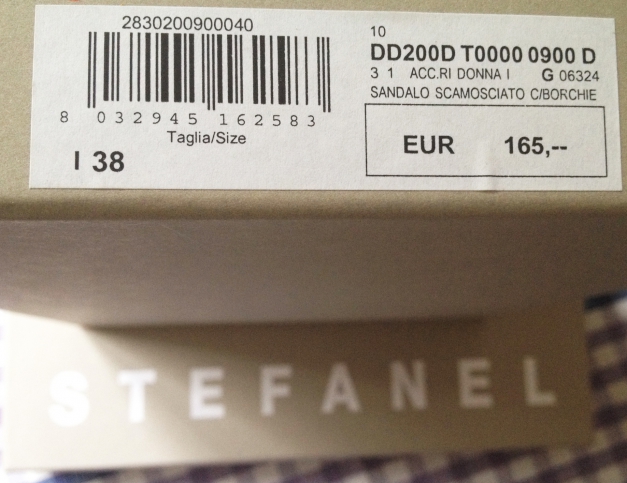 2830200900040
8 032945 162583
Taglia/Size
I 38
10
DD200D T0000 0900 D
3 1 ACC.RI DONNA I G 06324
SANDALO SCAMOSCIATO C/BORCHIE
EUR 165,--
STEFANEL